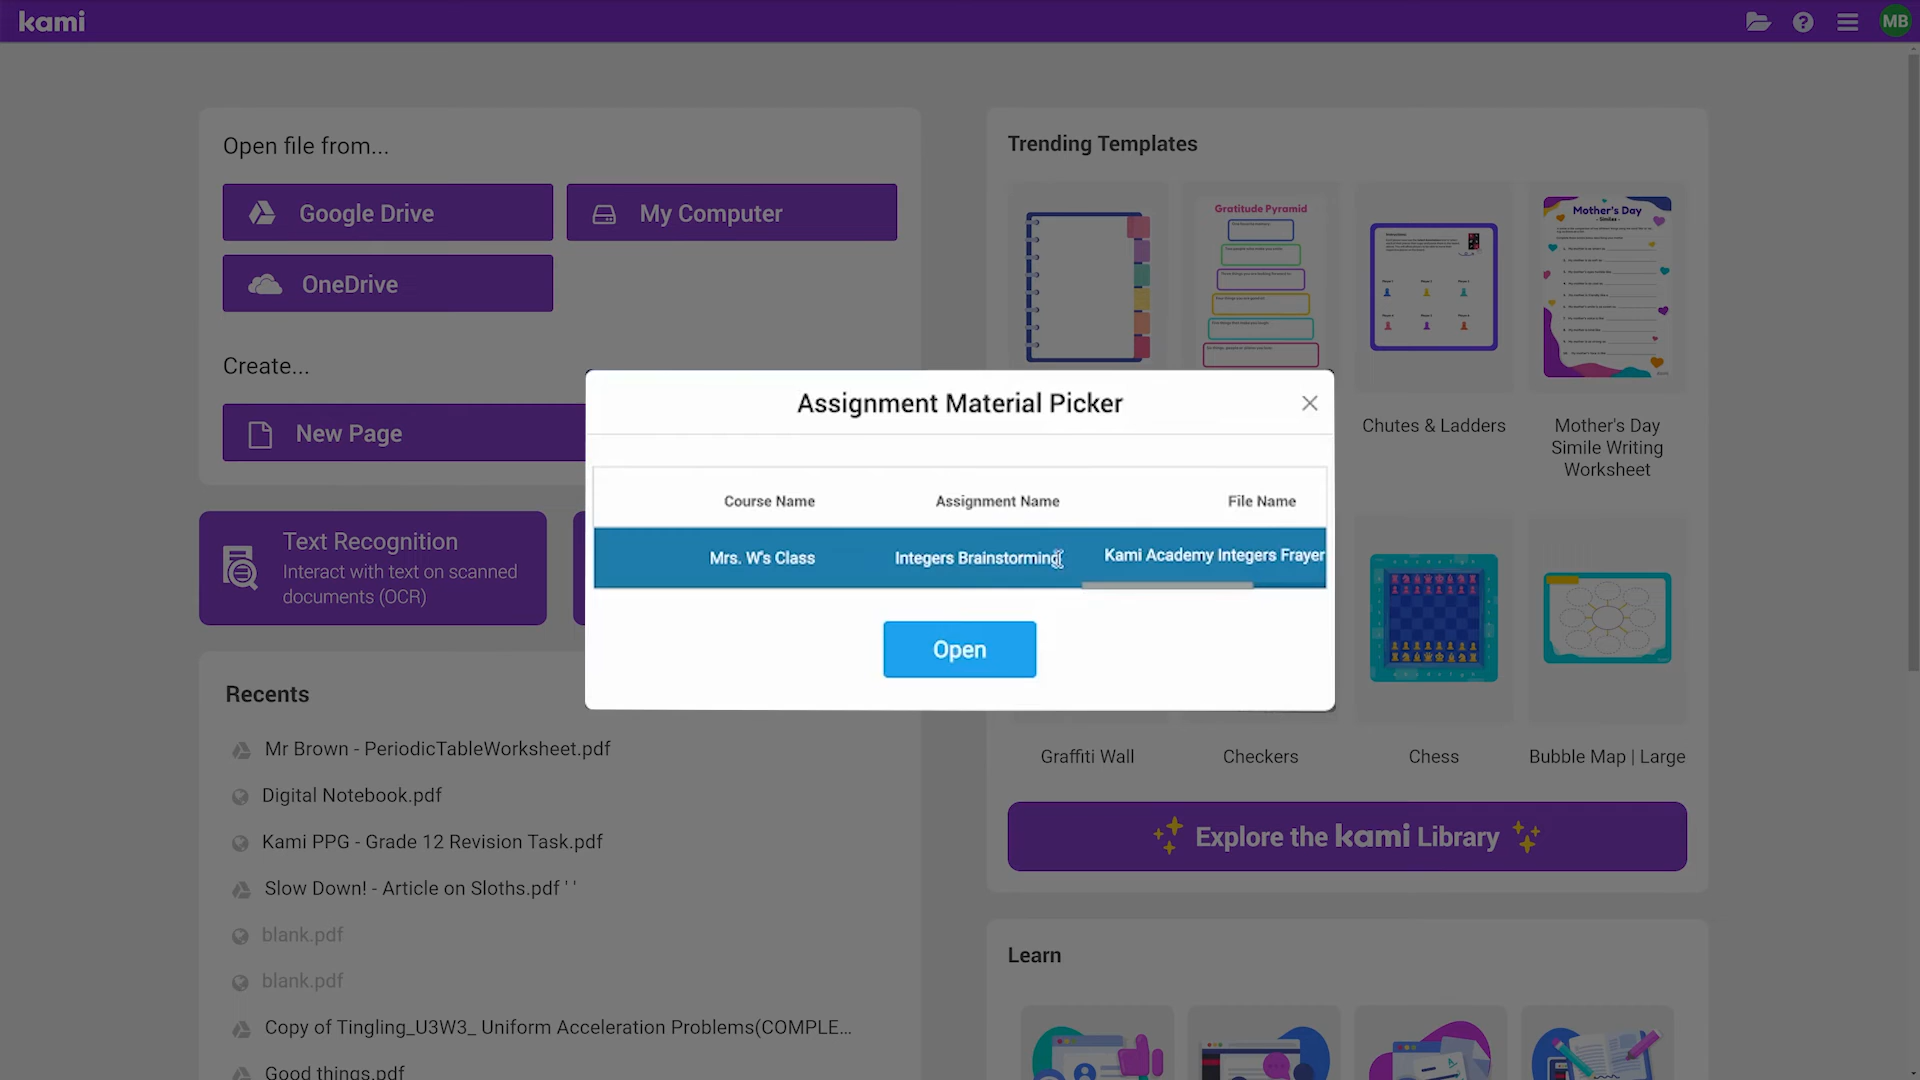 kami
MB
Open file from...
Google Drive
My Computer
OneDrive
Create...
New Page
Text Recognition
Interact with text on scanned
documents (OCR)
Recents
Mr Brown - PeriodicTableWorksheet.pdf
Digital Notebook.pdf
Kami PPG - Grade 12 Revision Task.pdf
Slow Down! - Article on Sloths.pdf ' '
blank.pdf
blank.pdf
Copy of Tingling_U3W3_ Uniform Acceleration Problems(COMPLE...
Good things.pdf
Assignment Material Picker
Course Name
Assignment Name
File Name
Mrs. W's Class
Integers Brainstorming
Kami Academy Integers Frayer
Open
Trending Templates
Gratitude Pyramid
Mother's Day
Chutes & Ladders
Mother's Day
Simile Writing
Worksheet
Graffiti Wall
Checkers
Chess
Bubble Map | Large
Explore the kami Library
Learn